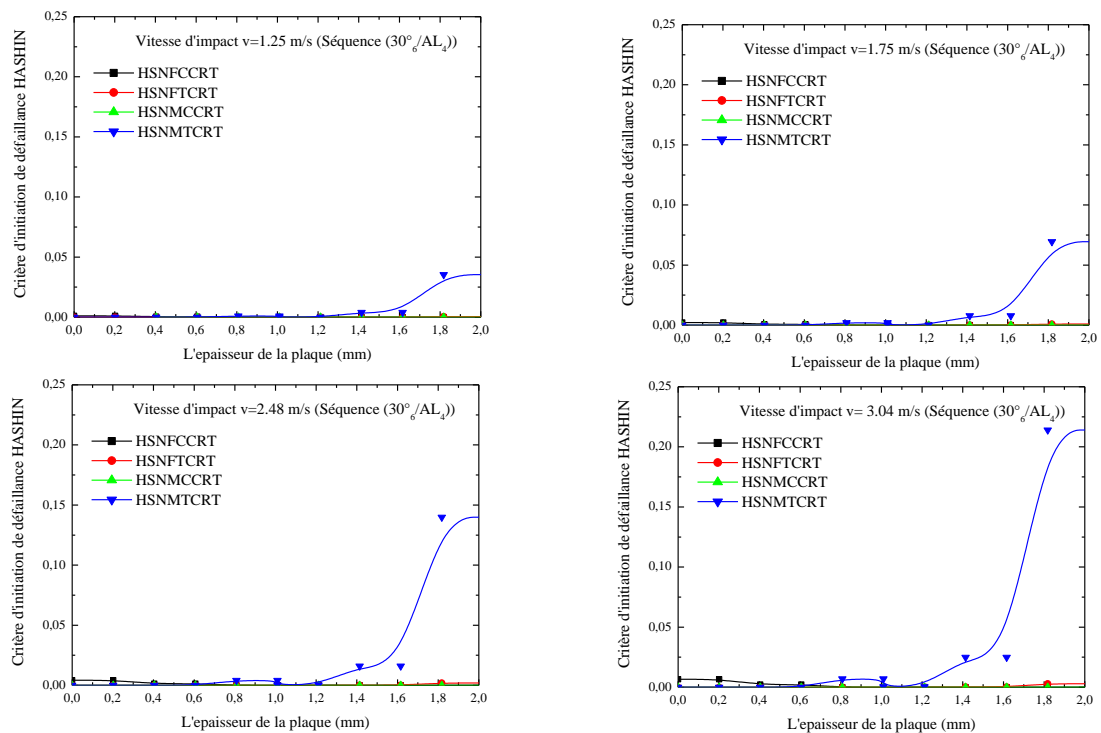 Vitesse d'impact v=1.25 m/s (Séquence (30°₆/AL₄))
HSNFCCRT
HSNFTCRT
HSNMCCRT
HSNMTCRT
Critère d'initiation de défaillance HASHIN
0,25
0,20
0,15
0,10
0,05
0,00
0,0 0,2 0,4 0,6 0,8 1,0 1,2 1,4 1,6 1,8 2,0
L'epaisseur de la plaque (mm)
Vitesse d'impact v=1.75 m/s (Séquence (30°₆/AL₄))
HSNFCCRT
HSNFTCRT
HSNMCCRT
HSNMTCRT
Critère d'initiation de défaillance HASHIN
0,25
0,20
0,15
0,10
0,05
0,00
0,0 0,2 0,4 0,6 0,8 1,0 1,2 1,4 1,6 1,8 2,0
L'epaisseur de la plaque (mm)
Vitesse d'impact v=2.48 m/s (Séquence (30°₆/AL₄))
HSNFCCRT
HSNFTCRT
HSNMCCRT
HSNMTCRT
Critère d'initiation de défaillance HASHIN
0,25
0,20
0,15
0,10
0,05
0,00
0,0 0,2 0,4 0,6 0,8 1,0 1,2 1,4 1,6 1,8 2,0
L'epaisseur de la plaque (mm)
Vitesse d'impact v= 3.04 m/s (Séquence (30°₆/AL₄))
HSNFCCRT
HSNFTCRT
HSNMCCRT
HSNMTCRT
Critère d'initiation de défaillance HASHIN
0,25
0,20
0,15
0,10
0,05
0,00
0,0 0,2 0,4 0,6 0,8 1,0 1,2 1,4 1,6 1,8 2,0
L'epaisseur de la plaque (mm)